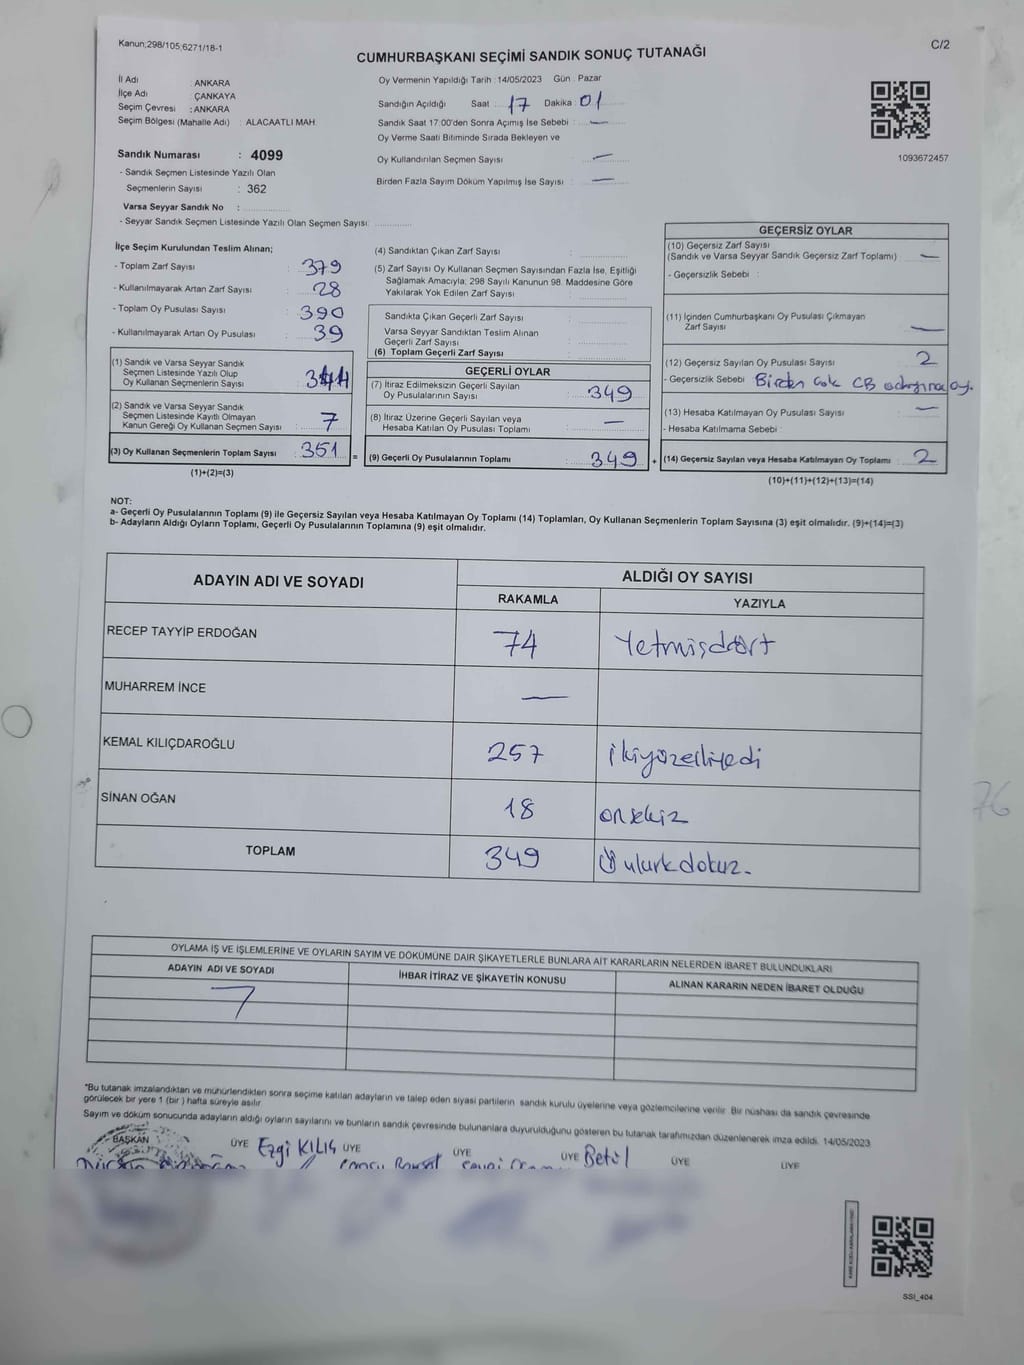 Kanun;298/105;6271/18-1
C/2
CUMHURBAŞKANI SEÇİMİ SANDIK SONUÇ TUTANAĞI
İl Adı : ANKARA
İlçe Adı : ÇANKAYA
Seçim Çevresi : ANKARA
Seçim Bölgesi (Mahalle Adı) : ALACAATLI MAH.
Oy Vermenin Yapıldığı Tarih :14/05/2023 Gün : Pazar
Sandığın Açıldığı Saat : 17 Dakika : 01
Sandık Saat 17:00'den Sonra Açımış İse Sebebi : —
Oy Verme Saati Bitiminde Sırada Bekleyen ve
Oy Kullandırılan Seçmen Sayısı : —
Birden Fazla Sayım Döküm Yapılmış İse Sayısı : —
1093672457
Sandık Numarası : 4099
- Sandık Seçmen Listesinde Yazılı Olan
Seçmenlerin Sayısı : 362
Varsa Seyyar Sandık No :
- Seyyar Sandık Seçmen Listesinde Yazılı Olan Seçmen Sayısı:
İlçe Seçim Kurulundan Teslim Alınan;
- Toplam Zarf Sayısı : 379
- Kullanılmayarak Artan Zarf Sayısı : 28
- Toplam Oy Pusulası Sayısı : 390
- Kullanılmayarak Artan Oy Pusulası : 39
(1) Sandık ve Varsa Seyyar Sandık
Seçmen Listesinde Yazılı Olup
Oy Kullanan Seçmenlerin Sayısı : 344
(2) Sandık ve Varsa Seyyar Sandık
Seçmen Listesinde Kayıtlı Olmayan
Kanun Gereği Oy Kullanan Seçmen Sayısı : 7
(3) Oy Kullanan Seçmenlerin Toplam Sayısı : 351 =
(1)+(2)=(3)
(4) Sandıktan Çıkan Zarf Sayısı :
(5) Zarf Sayısı Oy Kullanan Seçmen Sayısından Fazla İse, Eşitliği
Sağlamak Amacıyla; 298 Sayılı Kanunun 98. Maddesine Göre
Yakılarak Yok Edilen Zarf Sayısı :
Sandıkta Çıkan Geçerli Zarf Sayısı :
Varsa Seyyar Sandıktan Teslim Alınan
Geçerli Zarf Sayısı :
(6) Toplam Geçerli Zarf Sayısı :
GEÇERLİ OYLAR
(7) İtiraz Edilmeksizin Geçerli Sayılan
Oy Pusulalarının Sayısı : 349
(8) İtiraz Üzerine Geçerli Sayılan veya
Hesaba Katılan Oy Pusulası Toplamı : —
(9) Geçerli Oy Pusulalarının Toplamı : 349 +
GEÇERSİZ OYLAR
(10) Geçersiz Zarf Sayısı
(Sandık ve Varsa Seyyar Sandık Geçersiz Zarf Toplamı) : —
- Geçersizlik Sebebi :
(11) İçinden Cumhurbaşkanı Oy Pusulası Çıkmayan
Zarf Sayısı : —
(12) Geçersiz Sayılan Oy Pusulası Sayısı : 2
- Geçersizlik Sebebi : Birden çok CB adayına oy.
(13) Hesaba Katılmayan Oy Pusulası Sayısı : —
- Hesaba Katılmama Sebebi :
(14) Geçersiz Sayılan veya Hesaba Katılmayan Oy Toplamı : 2
(10)+(11)+(12)+(13)=(14)
NOT:
a- Geçerli Oy Pusulalarının Toplamı (9) ile Geçersiz Sayılan veya Hesaba Katılmayan Oy Toplamı (14) Toplamları, Oy Kullanan Seçmenlerin Toplam Sayısına (3) eşit olmalıdır. (9)+(14)=(3)
b- Adayların Aldığı Oyların Toplamı, Geçerli Oy Pusulalarının Toplamına (9) eşit olmalıdır.
ADAYIN ADI VE SOYADI ALDIĞI OY SAYISI
RAKAMLA YAZIYLA
RECEP TAYYİP ERDOĞAN 74 Yetmişdört
MUHARREM İNCE —
KEMAL KILIÇDAROĞLU 257 ikiyüzelliyedi
SİNAN OĞAN 18 onsekiz
TOPLAM 349
OYLAMA İŞ VE İŞLEMLERİNE VE OYLARIN SAYIM VE DÖKÜMÜNE DAİR ŞİKAYETLERLE BUNLARA AİT KARARLARIN NELERDEN İBARET BULUNDUKLARI
ADAYIN ADI VE SOYADI İHBAR İTİRAZ VE ŞİKAYETİN KONUSU ALINAN KARARIN NEDEN İBARET OLDUĞU
"Bu tutanak imzalandıktan ve mühürlendikten sonra seçime katılan adayların ve talep eden siyasi partilerin sandık kurulu üyelerine veya gözlemcilerine verilir. Bir nüshası da sandık çevresinde
görülecek bir yere 1 (bir ) hafta süreyle asılır.
Sayım ve döküm sonucunda adayların aldığı oyların sayılarını ve bunların sandık çevresinde bulunanlara duyurulduğunu gösteren bu tutanak tarafımızdan düzenlenerek imza edildi. 14/05/2023
BAŞKAN ÜYE Ezgi KILIÇ ÜYE ÜYE ÜYE Betül ÜYE ÜYE
SSI_404
76